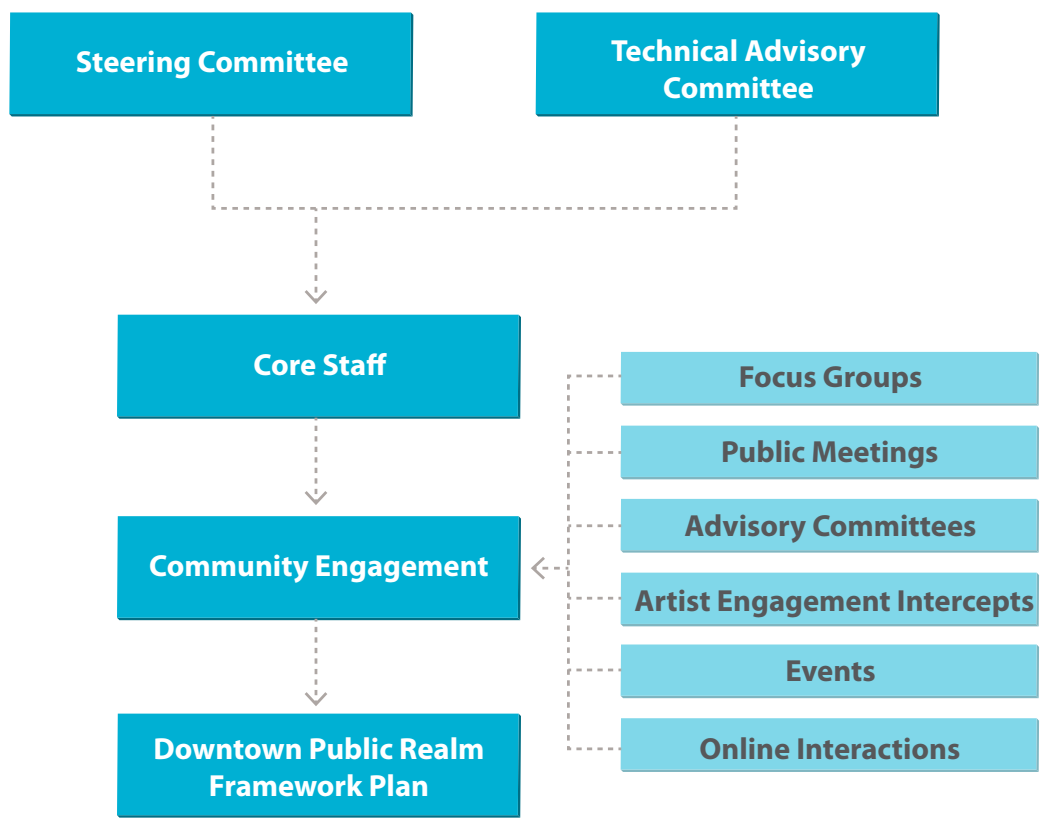 Steering Committee
Technical Advisory
Committee
Core Staff
Focus Groups
Public Meetings
Advisory Committees
Community Engagement
Artist Engagement Intercepts
Events
Downtown Public Realm
Framework Plan
Online Interactions